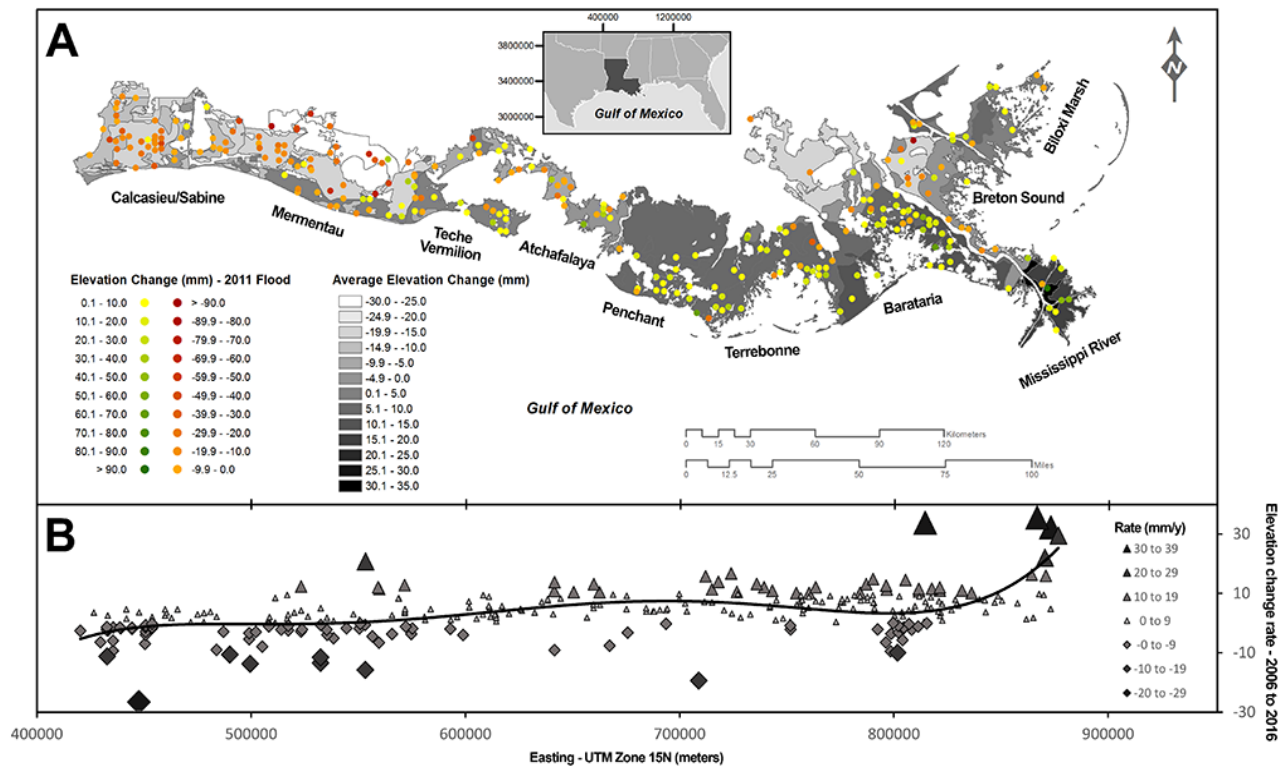 A
400000 1200000
3800000
3400000
3000000
Gulf of Mexico
N
Biloxi Marsh
Breton Sound
Calcasieu/Sabine
Mermentau
Teche
Vermilion
Atchafalaya
Penchant
Terrebonne
Barataria
Mississippi River
Elevation Change (mm) - 2011 Flood
0.1 - 10.0 > -90.0
10.1 - 20.0 -89.9 - -80.0
20.1 - 30.0 -79.9 - -70.0
30.1 - 40.0 -69.9 - -60.0
40.1 - 50.0 -59.9 - -50.0
50.1 - 60.0 -49.9 - -40.0
60.1 - 70.0 -39.9 - -30.0
70.1 - 80.0 -29.9 - -20.0
80.1 - 90.0 -19.9 - -10.0
> 90.0 -9.9 - 0.0
Average Elevation Change (mm)
-30.0 - -25.0
-24.9 - -20.0
-19.9 - -15.0
-14.9 - -10.0
-9.9 - -5.0
-4.9 - 0.0
0.1 - 5.0
5.1 - 10.0
10.1 - 15.0
15.1 - 20.0
20.1 - 25.0
25.1 - 30.0
30.1 - 35.0
Gulf of Mexico
Kilometers
0 15 30 60 90 120
Miles
0 12.5 25 50 75 100
B
Rate (mm/y)
30 to 39
20 to 29
10 to 19
0 to 9
-0 to -9
-10 to -19
-20 to -29
30
10
-10
-30
Elevation change rate - 2006 to 2016
400000 500000 600000 700000 800000 900000
Easting - UTM Zone 15N (meters)